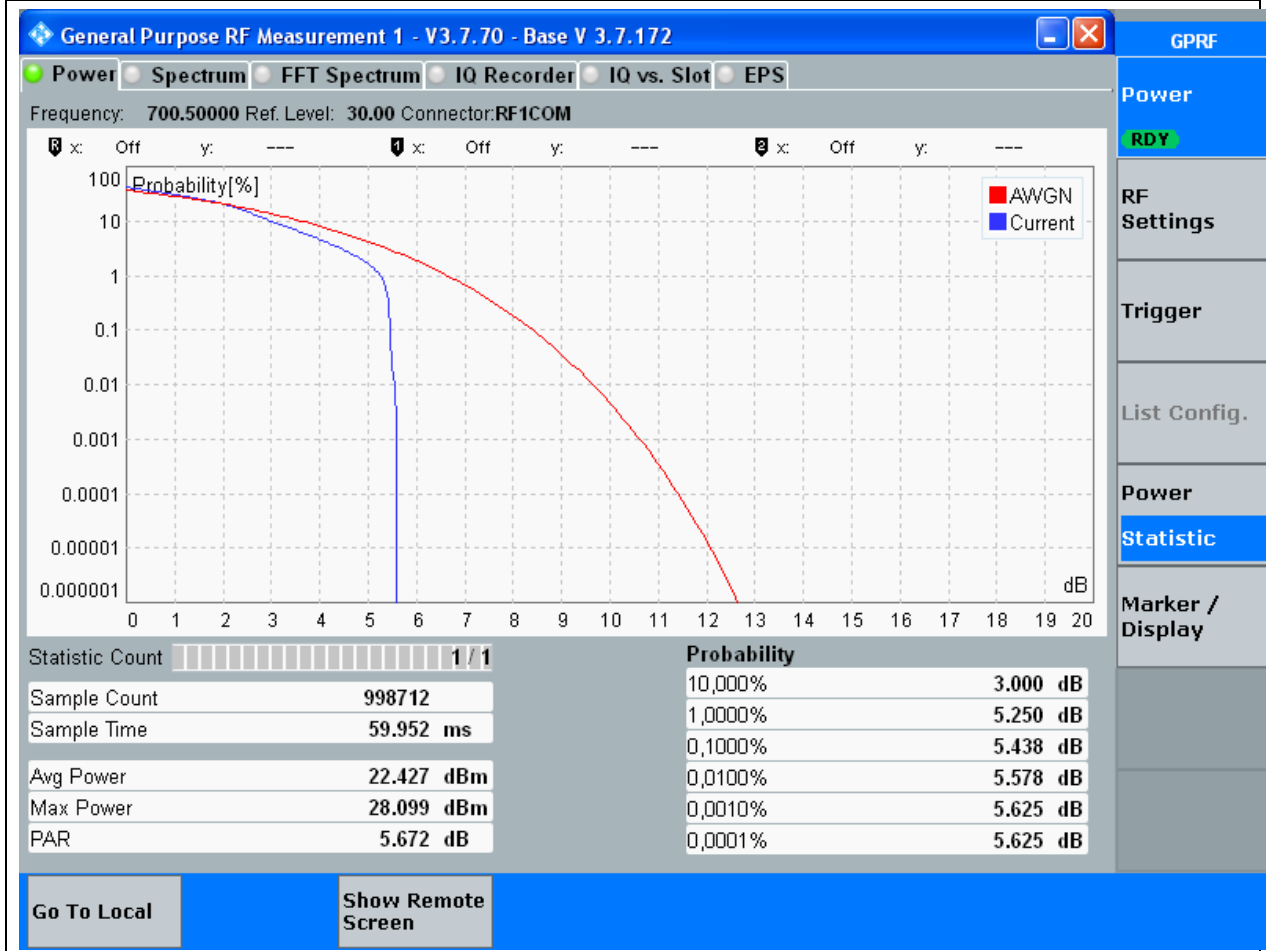 General Purpose RF Measurement 1 - V3.7.70 - Base V 3.7.172
GPRF
Power Spectrum FFT Spectrum IQ Recorder IQ vs. Slot EPS
Frequency: 700.50000 Ref. Level: 30.00 Connector:RF1COM
R x: Off y: --- 1 x: Off y: --- 2 x: Off y: ---
Probability[%]
AWGN
Current
100
10
1
0.1
0.01
0.001
0.0001
0.00001
0.000001
dB
0 1 2 3 4 5 6 7 8 9 10 11 12 13 14 15 16 17 18 19 20
Statistic Count 1 / 1
Sample Count 998712
Sample Time 59.952 ms
Avg Power 22.427 dBm
Max Power 28.099 dBm
PAR 5.672 dB
Probability
10,000% 3.000 dB
1,0000% 5.250 dB
0,1000% 5.438 dB
0,0100% 5.578 dB
0,0010% 5.625 dB
0,0001% 5.625 dB
Power
RDY
RF
Settings
Trigger
List Config.
Power
Statistic
Marker /
Display
Go To Local
Show Remote
Screen